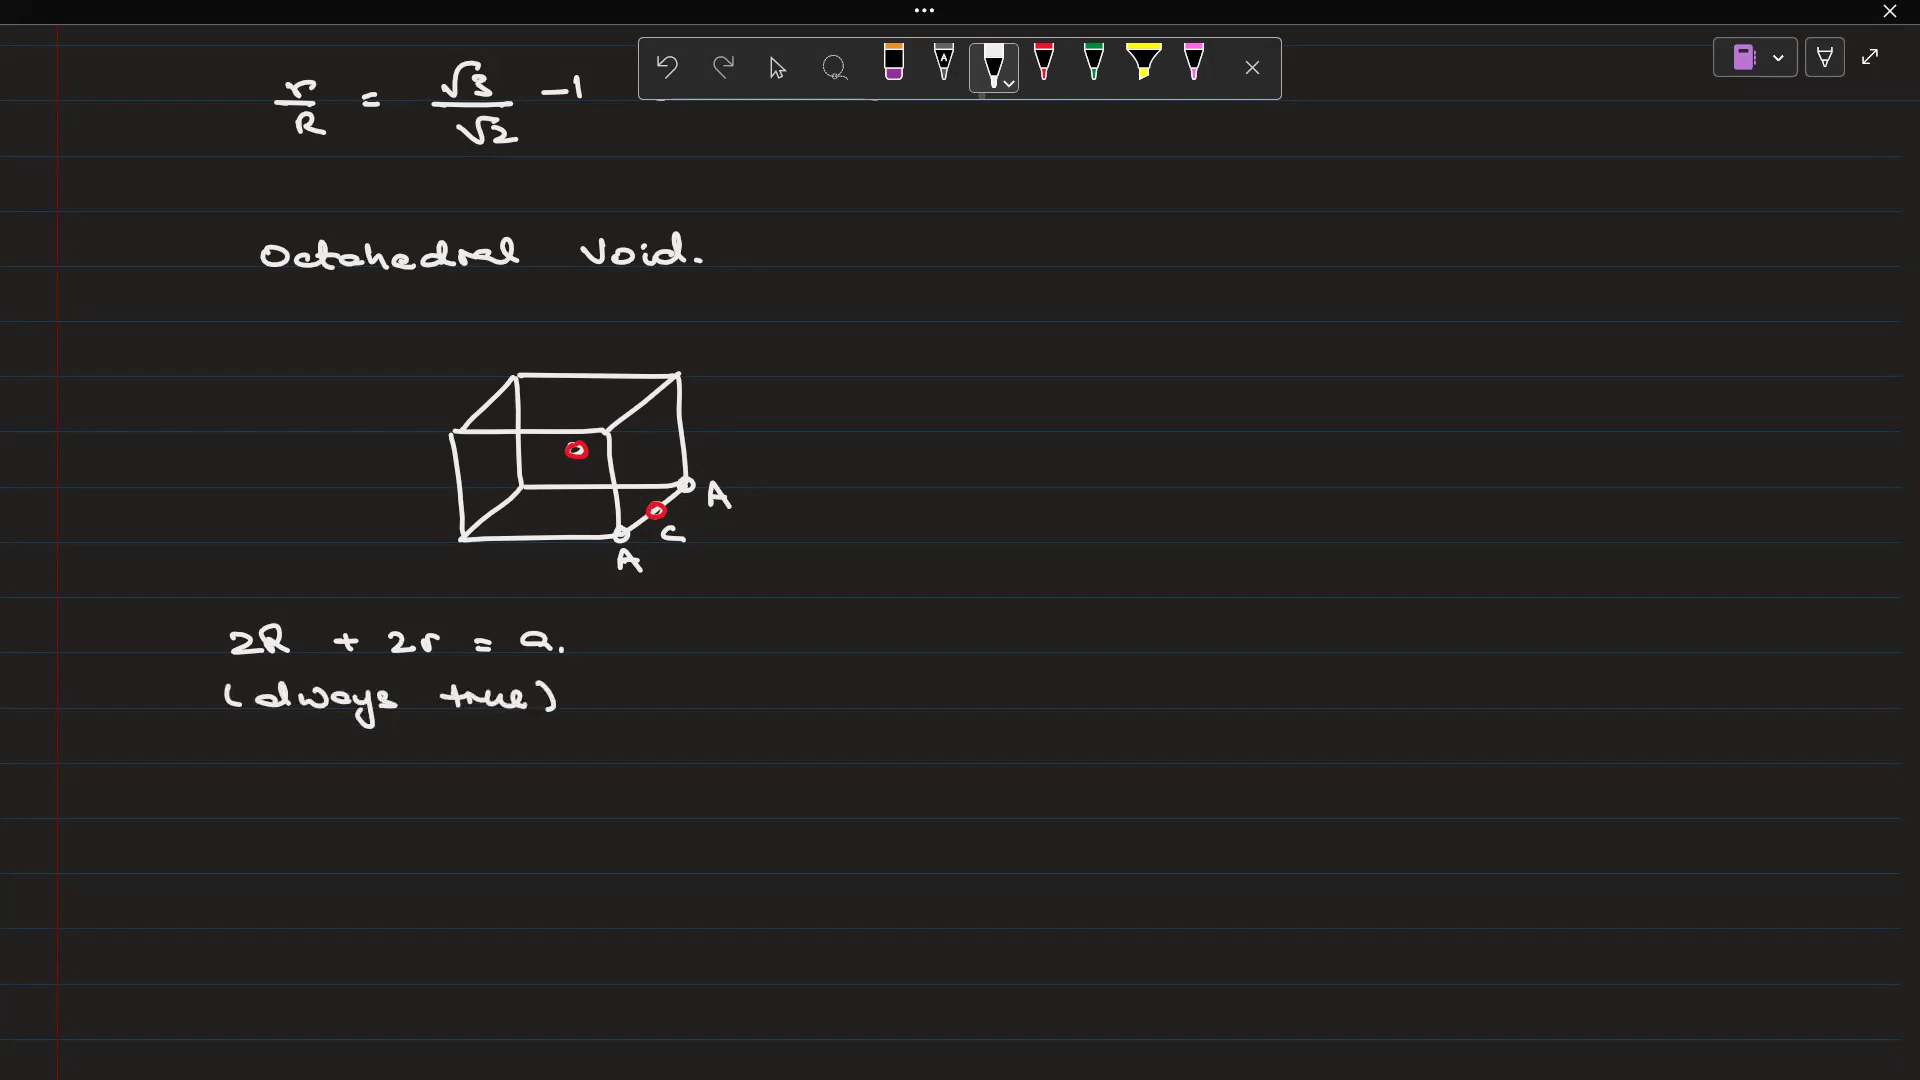 r/R = √3/√2 -1
Octahedral Void.
A
C
A
2R + 2r = a.
(always true)